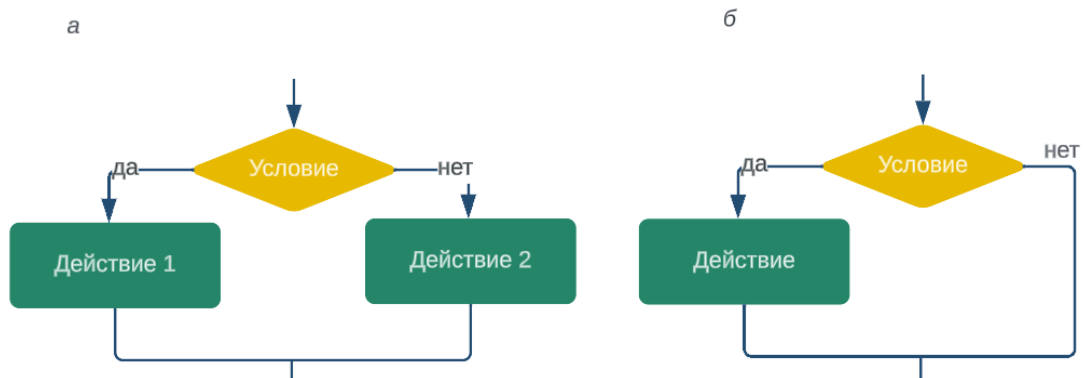 а
да
Условие
нет
Действие 1
Действие 2
б
да
Условие
нет
Действие